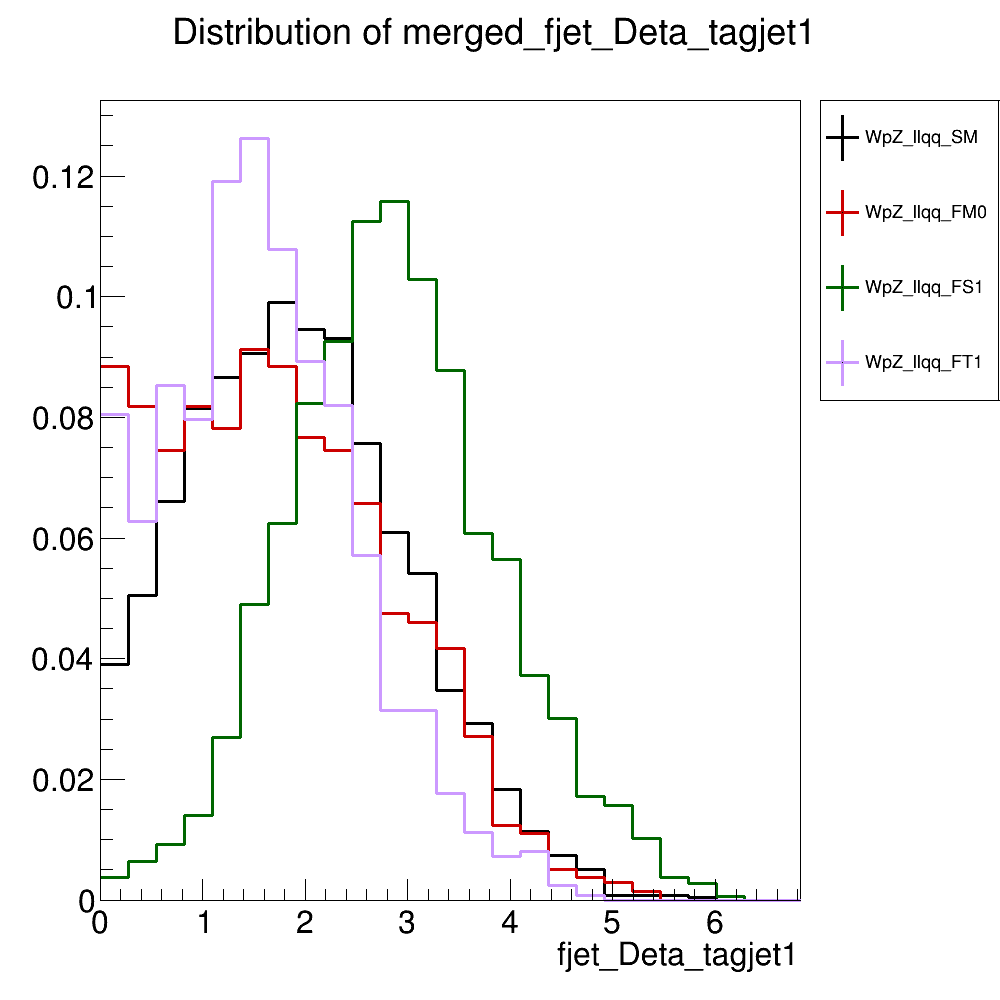 Distribution of merged_fjet_Deta_tagjet1
WpZ_llqq_SM
WpZ_llqq_FM0
WpZ_llqq_FS1
WpZ_llqq_FT1
0.12
0.1
0.08
0.06
0.04
0.02
0
0 1 2 3 4 5 6
fjet_Deta_tagjet1